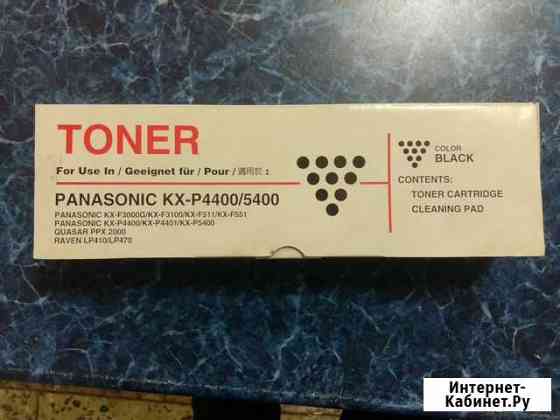 TONER
For Use In / Geeignet für / Pour / 適用於 :
PANASONIC KX-P4400/5400
PANASONIC KX-F3000G/KX-F3100/KX-F511/KX-F551
PANASONIC KX-P4400/KX-P4401/KX-P5400
QUASAR PPX 2000
RAVEN LP410/LP470
COLOR
BLACK
CONTENTS:
TONER CARTRIDGE
CLEANING PAD
Интернет-
Кабинет.Ру